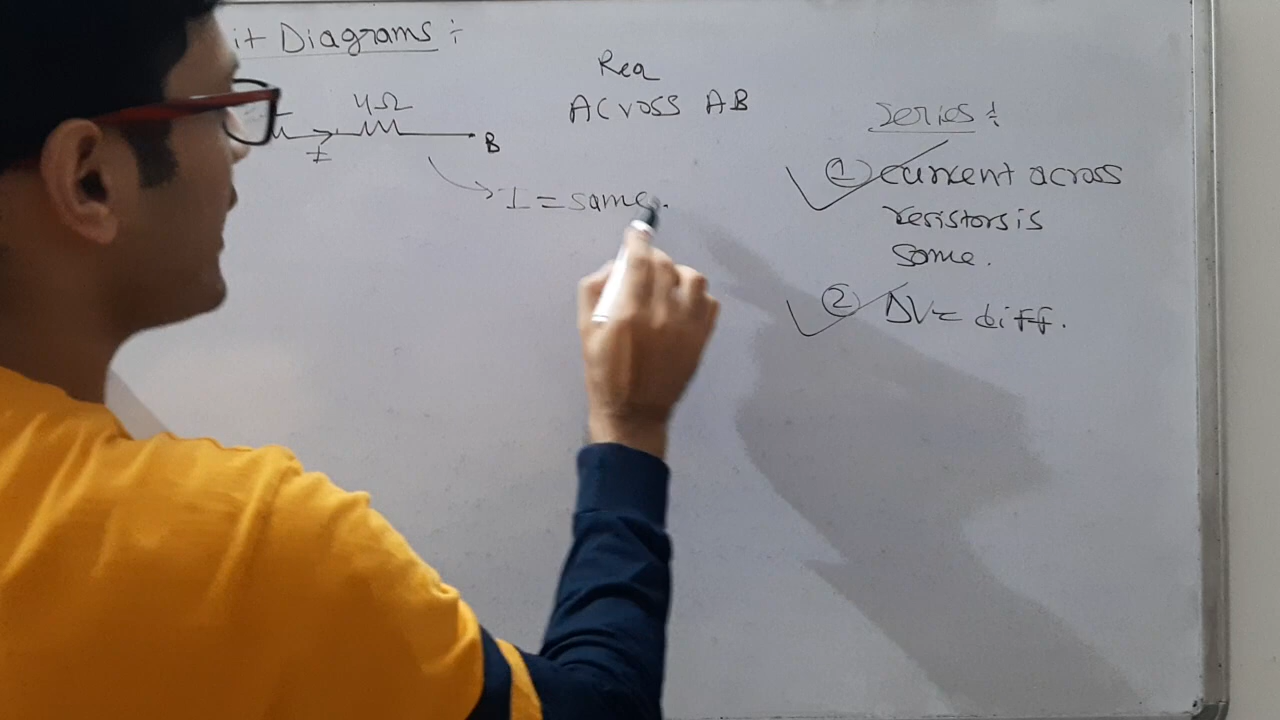 it Diagrams :
Req
Across AB
4Ω
I
B
I = same.
series :
① current across
resistors is
same.
② ΔV = diff.